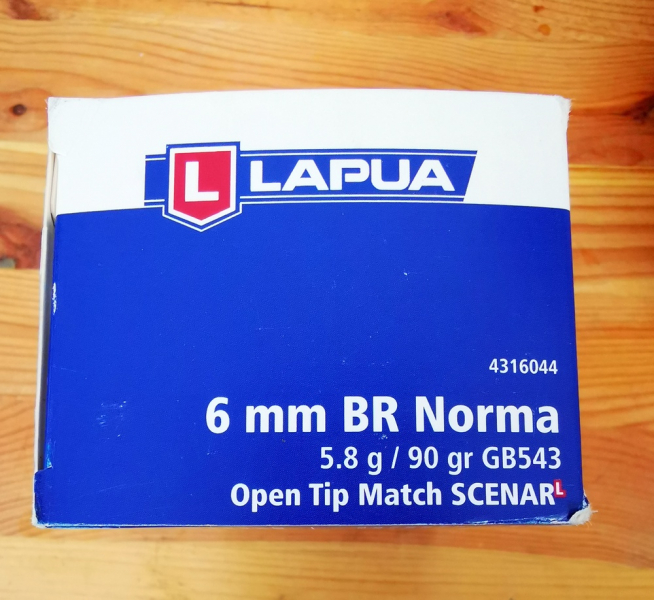 L LAPUA
4316044
6 mm BR Norma
5.8 g / 90 gr GB543
Open Tip Match SCENAR L